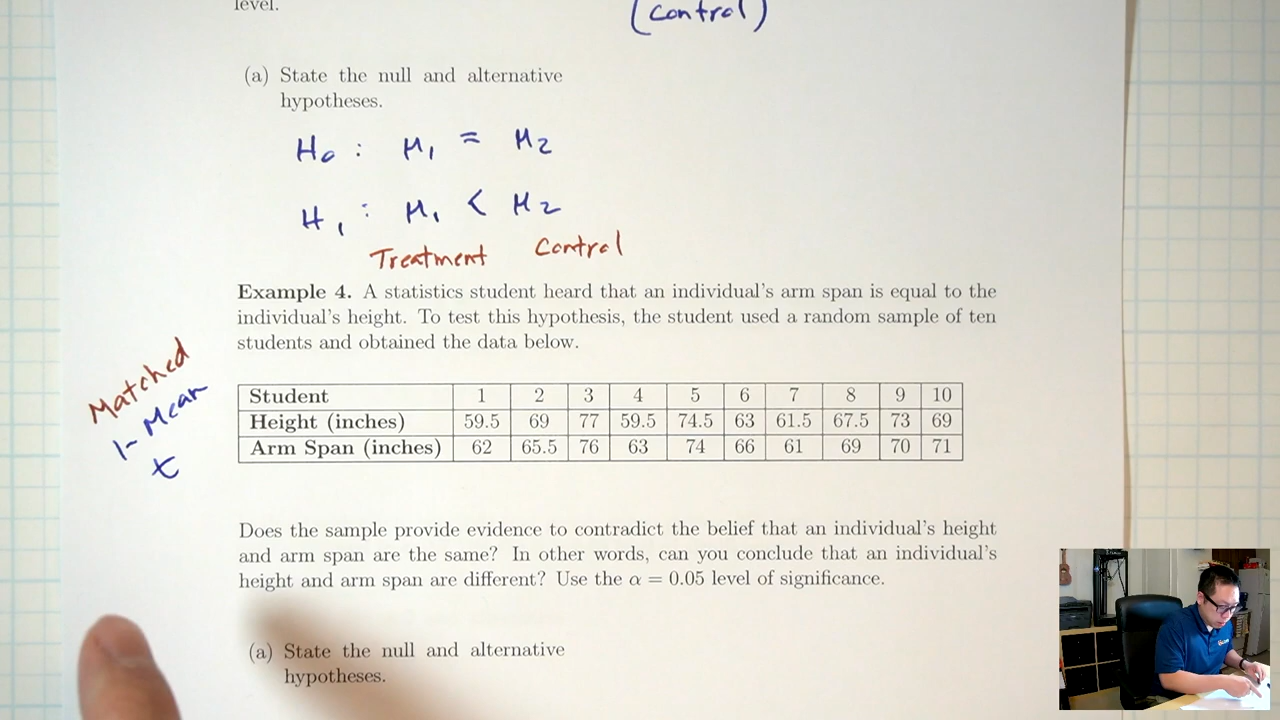 level.
(Control)
(a) State the null and alternative
hypotheses.
H₀ : μ₁ = μ₂
H₁ : μ₁ < μ₂
Treatment Control
Example 4. A statistics student heard that an individual's arm span is equal to the
individual's height. To test this hypothesis, the student used a random sample of ten
students and obtained the data below.
Matched
1-Mean
t
Student 1 2 3 4 5 6 7 8 9 10
Height (inches) 59.5 69 77 59.5 74.5 63 61.5 67.5 73 69
Arm Span (inches) 62 65.5 76 63 74 66 61 69 70 71
Does the sample provide evidence to contradict the belief that an individual's height
and arm span are the same? In other words, can you conclude that an individual's
height and arm span are different? Use the α = 0.05 level of significance.
(a) State the null and alternative
hypotheses.